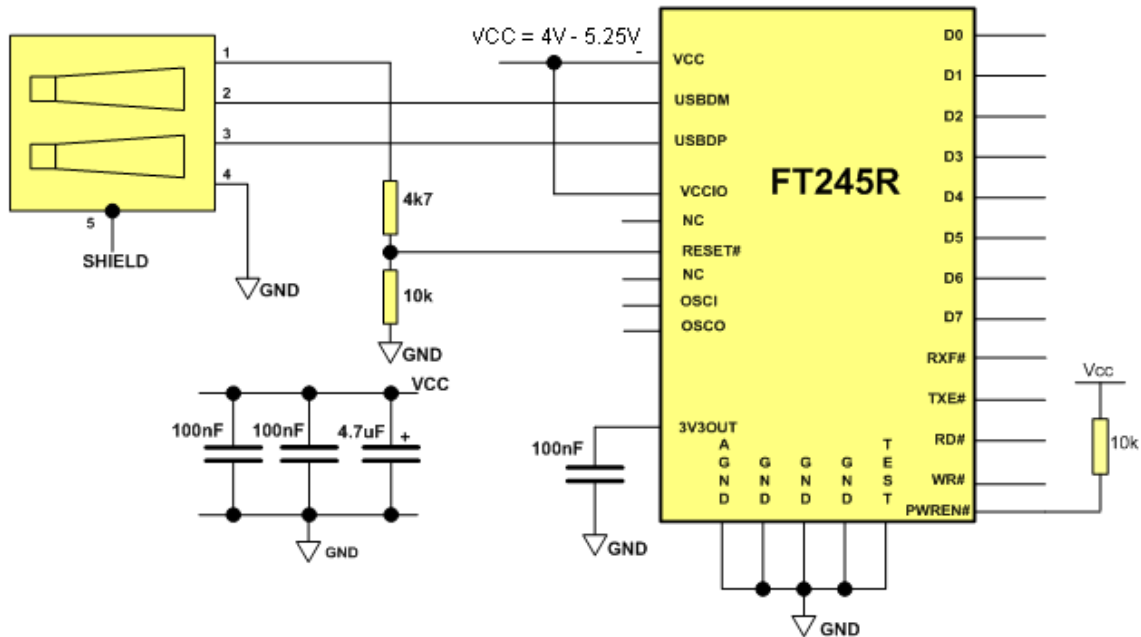 VCC = 4V - 5.25V
1
2
3
4
5
SHIELD
GND
4k7
10k
GND
VCC
100nF
100nF
4.7uF
+
GND
100nF
GND
FT245R
VCC
USBDM
USBDP
VCCIO
NC
RESET#
NC
OSCI
OSCO
3V3OUT
AGND
GND
GND
GND
TEST
GND
D0
D1
D2
D3
D4
D5
D6
D7
RXF#
TXE#
RD#
WR#
PWREN#
Vcc
10k